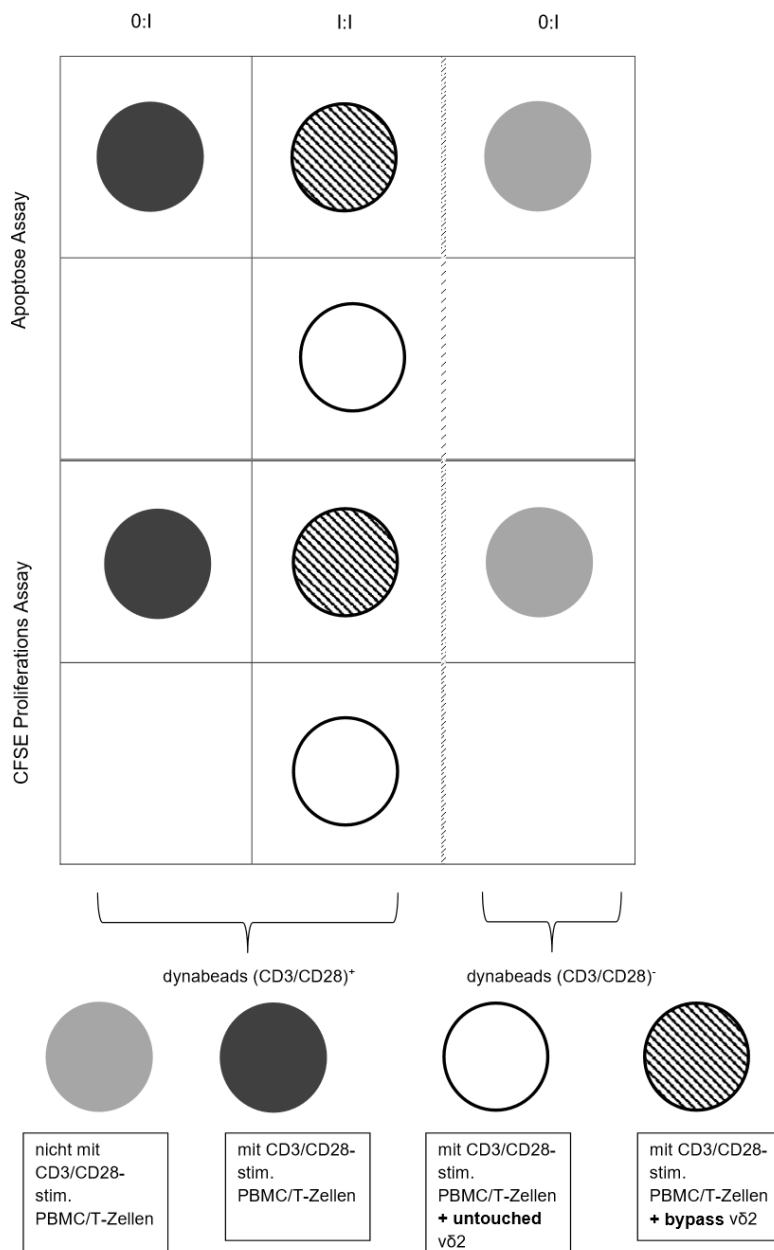 0:I I:I 0:I
Apoptose Assay
CFSE Proliferations Assay
dynabeads (CD3/CD28)⁺ dynabeads (CD3/CD28)⁻
nicht mit
CD3/CD28-
stim.
PBMC/T-Zellen
mit CD3/CD28-
stim.
PBMC/T-Zellen
mit CD3/CD28-
stim.
PBMC/T-Zellen
+ untouched
vδ2
mit CD3/CD28-
stim.
PBMC/T-Zellen
+ bypass vδ2